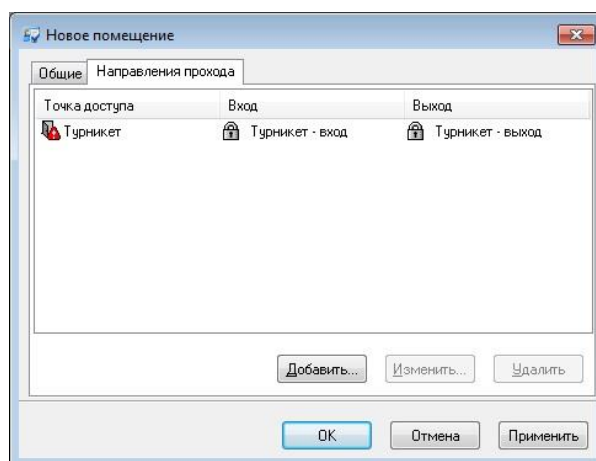 Новое помещение
Общие Направления прохода
Точка доступа Вход Выход
Турникет Турникет - вход Турникет - выход
Добавить... Изменить... Удалить
OK Отмена Применить